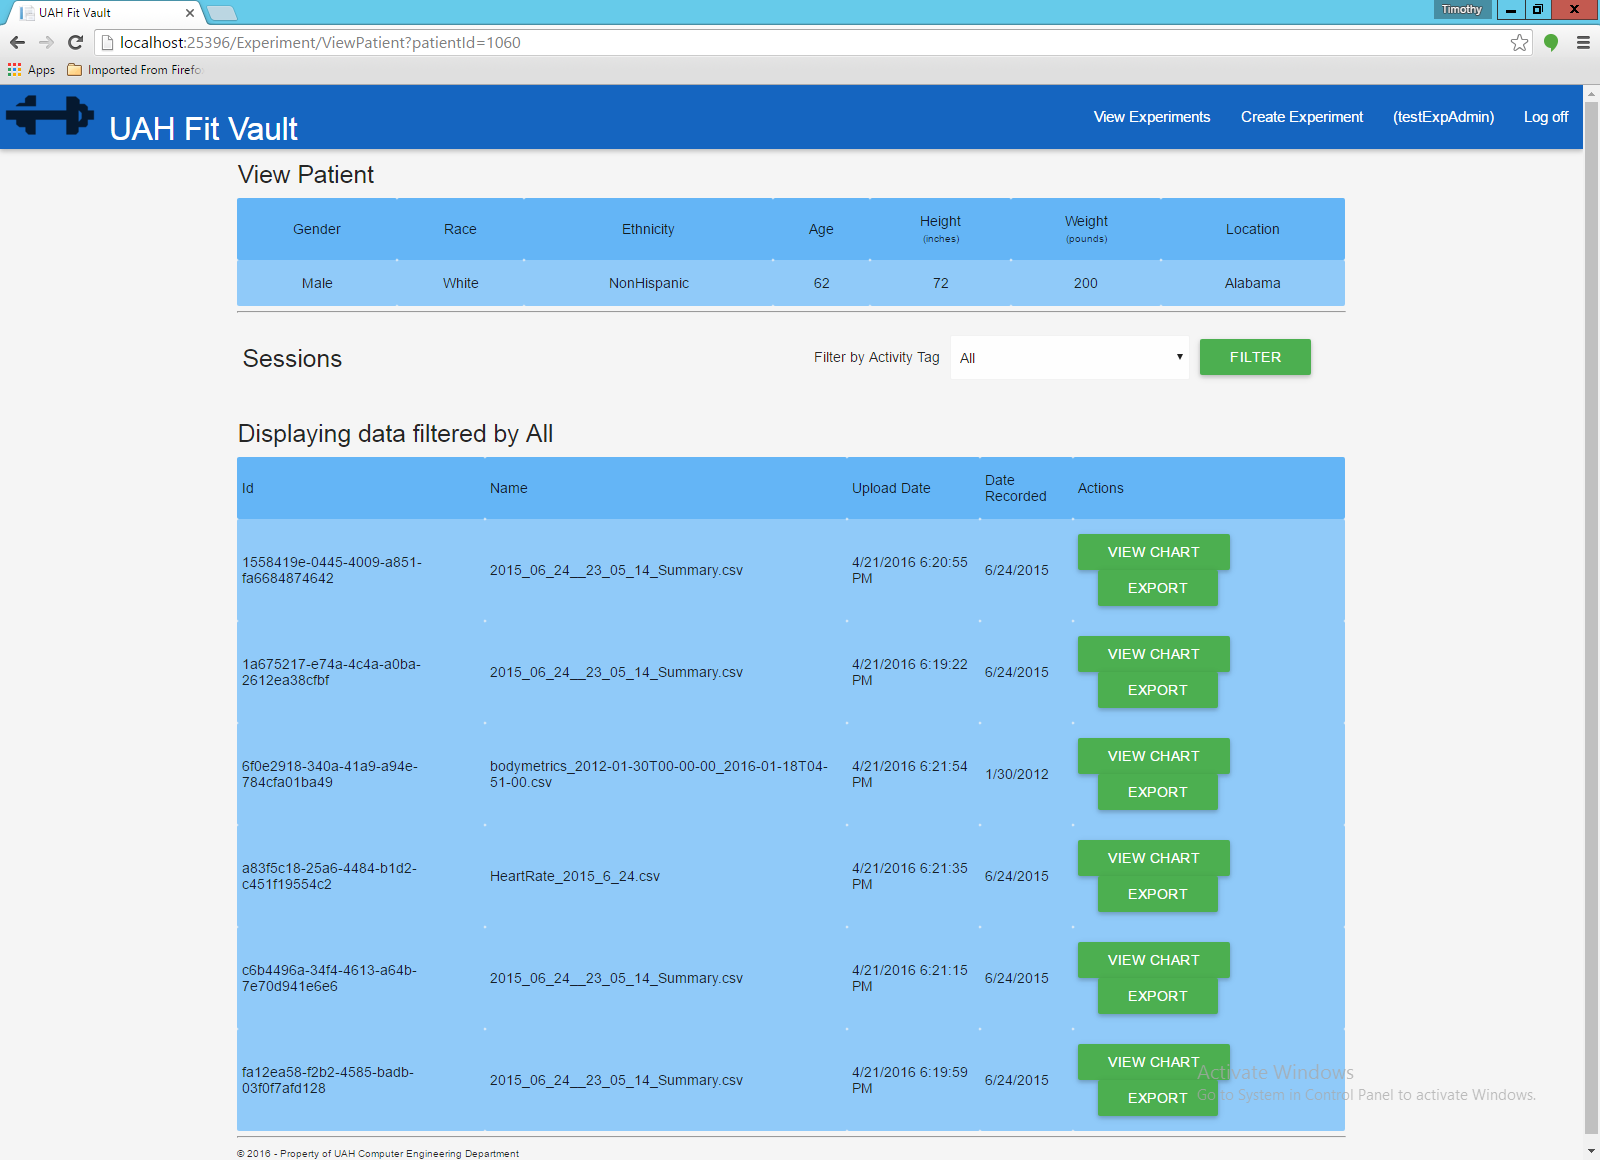 UAH Fit Vault
Timothy
localhost:25396/Experiment/ViewPatient?patientId=1060
Apps
Imported From Firefo
UAH Fit Vault
View Experiments
Create Experiment
(testExpAdmin)
Log off
View Patient
Gender Race Ethnicity Age Height Weight Location
(inches) (pounds)
Male White NonHispanic 62 72 200 Alabama
Sessions
Filter by Activity Tag
All
FILTER
Displaying data filtered by All
Id Name Upload Date Date Actions
Recorded
1558419e-0445-4009-a851-
fa6684874642
2015_06_24__23_05_14_Summary.csv
4/21/2016 6:20:55
PM
6/24/2015
VIEW CHART
EXPORT
1a675217-e74a-4c4a-a0ba-
2612ea38cfbf
2015_06_24__23_05_14_Summary.csv
4/21/2016 6:19:22
PM
6/24/2015
VIEW CHART
EXPORT
6f0e2918-340a-41a9-a94e-
784cfa01ba49
bodymetrics_2012-01-30T00-00-00_2016-01-18T04-
51-00.csv
4/21/2016 6:21:54
PM
1/30/2012
VIEW CHART
EXPORT
a83f5c18-25a6-4484-b1d2-
c451f19554c2
HeartRate_2015_6_24.csv
4/21/2016 6:21:35
PM
6/24/2015
VIEW CHART
EXPORT
c6b4496a-34f4-4613-a64b-
7e70d941e6e6
2015_06_24__23_05_14_Summary.csv
4/21/2016 6:21:15
PM
6/24/2015
VIEW CHART
EXPORT
fa12ea58-f2b2-4585-badb-
03f0f7afd128
2015_06_24__23_05_14_Summary.csv
4/21/2016 6:19:59
PM
6/24/2015
VIEW CHART
EXPORT
Activate Windows
Go to System in Control Panel to activate Windows.
© 2016 - Property of UAH Computer Engineering Department